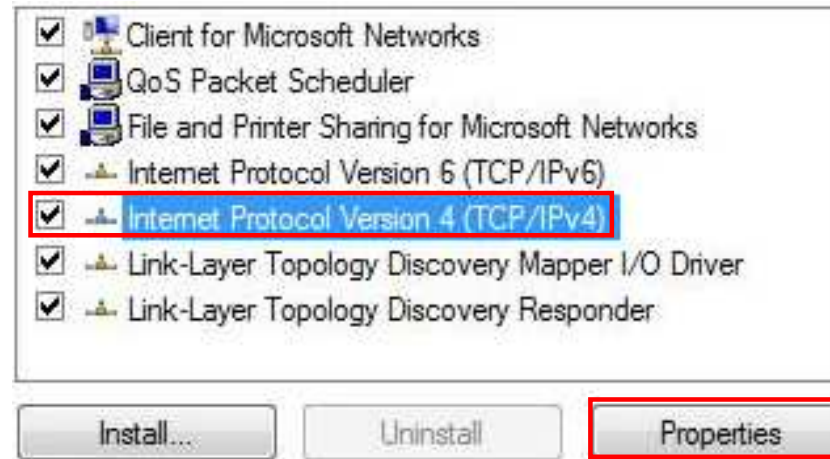 Client for Microsoft Networks
QoS Packet Scheduler
File and Printer Sharing for Microsoft Networks
Internet Protocol Version 6 (TCP/IPv6)
Internet Protocol Version 4 (TCP/IPv4)
Link-Layer Topology Discovery Mapper I/O Driver
Link-Layer Topology Discovery Responder
Install... Uninstall Properties